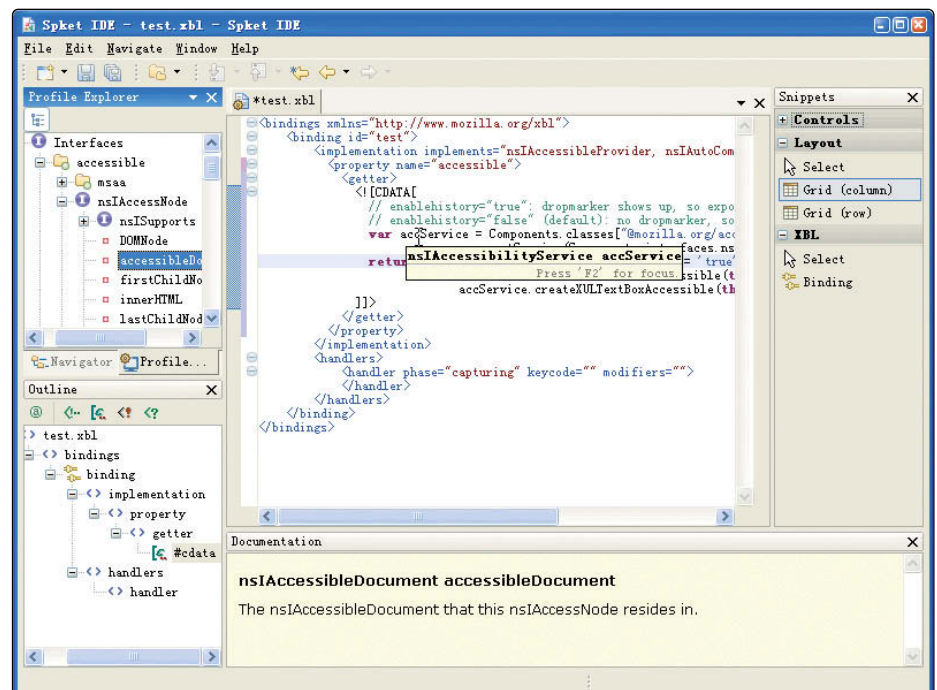 Spket IDE - test.xbl - Spket IDE
File Edit Navigate Window Help
Profile Explorer
Interfaces
accessible
msaa
nsIAccessNode
nsISupports
DOMNode
accessibleDo
firstChildNo
innerHTML
lastChildNod
Navigator Profile...
Outline
test.xbl
bindings
binding
implementation
property
getter
#cdata
handlers
handler
*test.xbl
<bindings xmlns="http://www.mozilla.org/xbl">
<binding id="test">
<implementation implements="nsIAccessibleProvider, nsIAutoCom
<property name="accessible">
<getter>
<![CDATA[
// enablehistory="true": dropmarker shows up, so expo
// enablehistory="false" (default): no dropmarker, so
var accService = Components.classes["@mozilla.org/acc
nsIAccessibilityService accService
= 'true'
Press 'F2' for focus.
ssible(t
accService.createXULTextBoxAccessible(th
]]>
</getter>
</property>
</implementation>
<handlers>
<handler phase="capturing" keycode="" modifiers="">
</handler>
</handlers>
</binding>
</bindings>
Snippets
Controls
Layout
Select
Grid (column)
Grid (row)
XBL
Select
Binding
Documentation
nsIAccessibleDocument accessibleDocument
The nsIAccessibleDocument that this nsIAccessNode resides in.